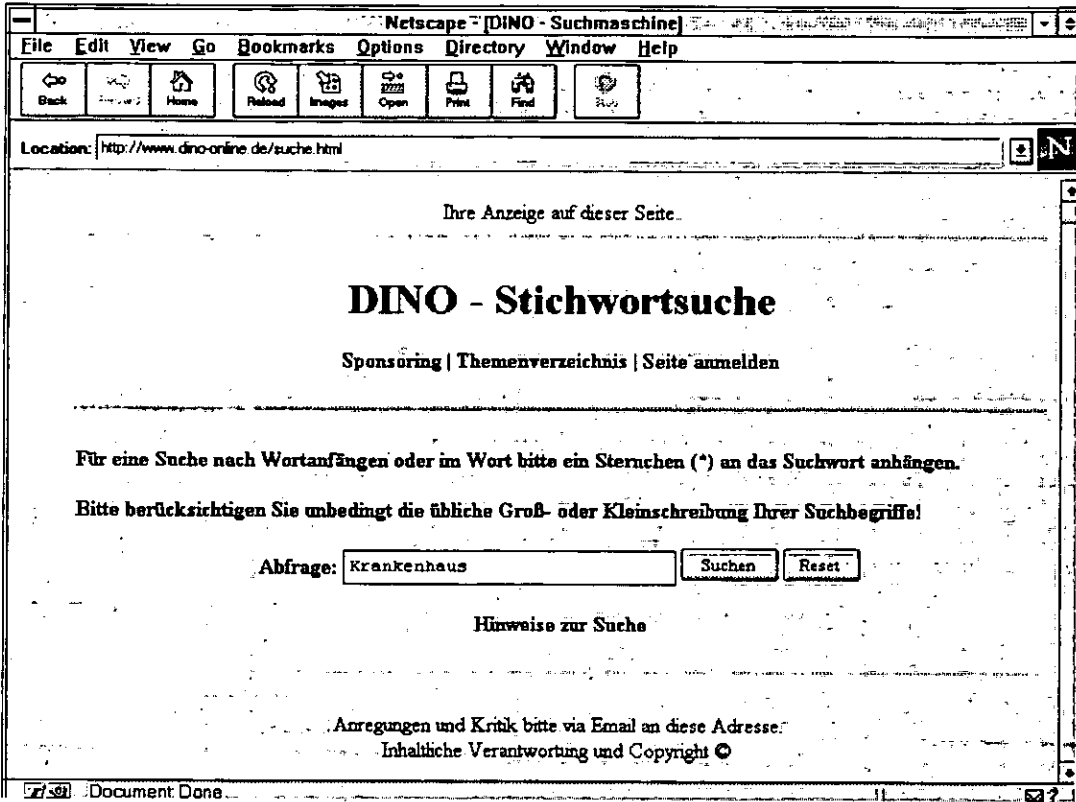 Netscape - [DINO - Suchmaschine]
File Edit View Go Bookmarks Options Directory Window Help
Back Forward Home Reload Images Open Print Find Stop
Location: http://www.dino-online.de/suche.html
N
Ihre Anzeige auf dieser Seite.
DINO - Stichwortsuche
Sponsoring | Themenverzeichnis | Seite anmelden
Für eine Suche nach Wortanfängen oder im Wort bitte ein Sternchen (*) an das Suchwort anhängen.
Bitte berücksichtigen Sie unbedingt die übliche Groß- oder Kleinschreibung Ihrer Suchbegriffe!
Abfrage: Krankenhaus Suchen Reset
Hinweise zur Suche
Anregungen und Kritik bitte via Email an diese Adresse.
Inhaltliche Verantwortung und Copyright ©
Document: Done